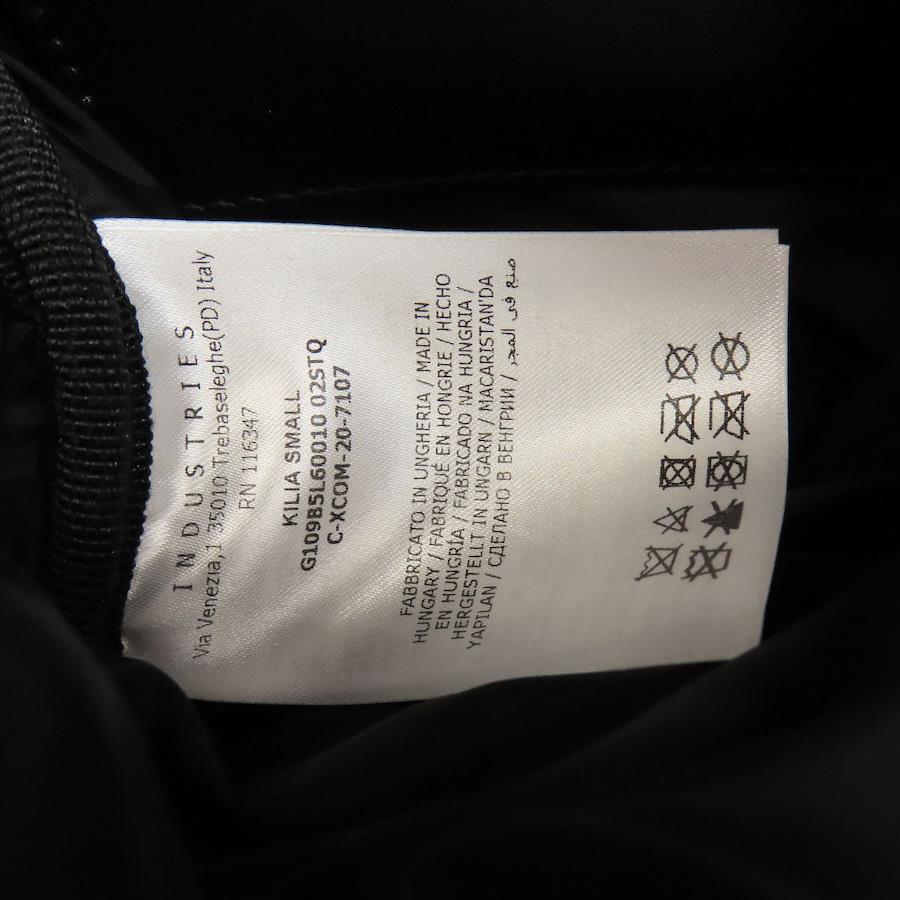 INDUSTRIES
Via Venezia,1 35010 Trebaseleghe(PD) Italy
RN 116347
KILIA SMALL
G109B5L60010 02STQ
C-XCOM-20-7107
FABBRICATO IN UNGHERIA / MADE IN
HUNGARY / FABRIQUÉ EN HONGRIE / HECHO
EN HUNGRÍA / FABRICADO NA HUNGRIA /
HERGESTELLT IN UNGARN / MACARISTAN'DA
YAPILAN / СДЕЛАНО В ВЕНГРИИ / صنع في المجر